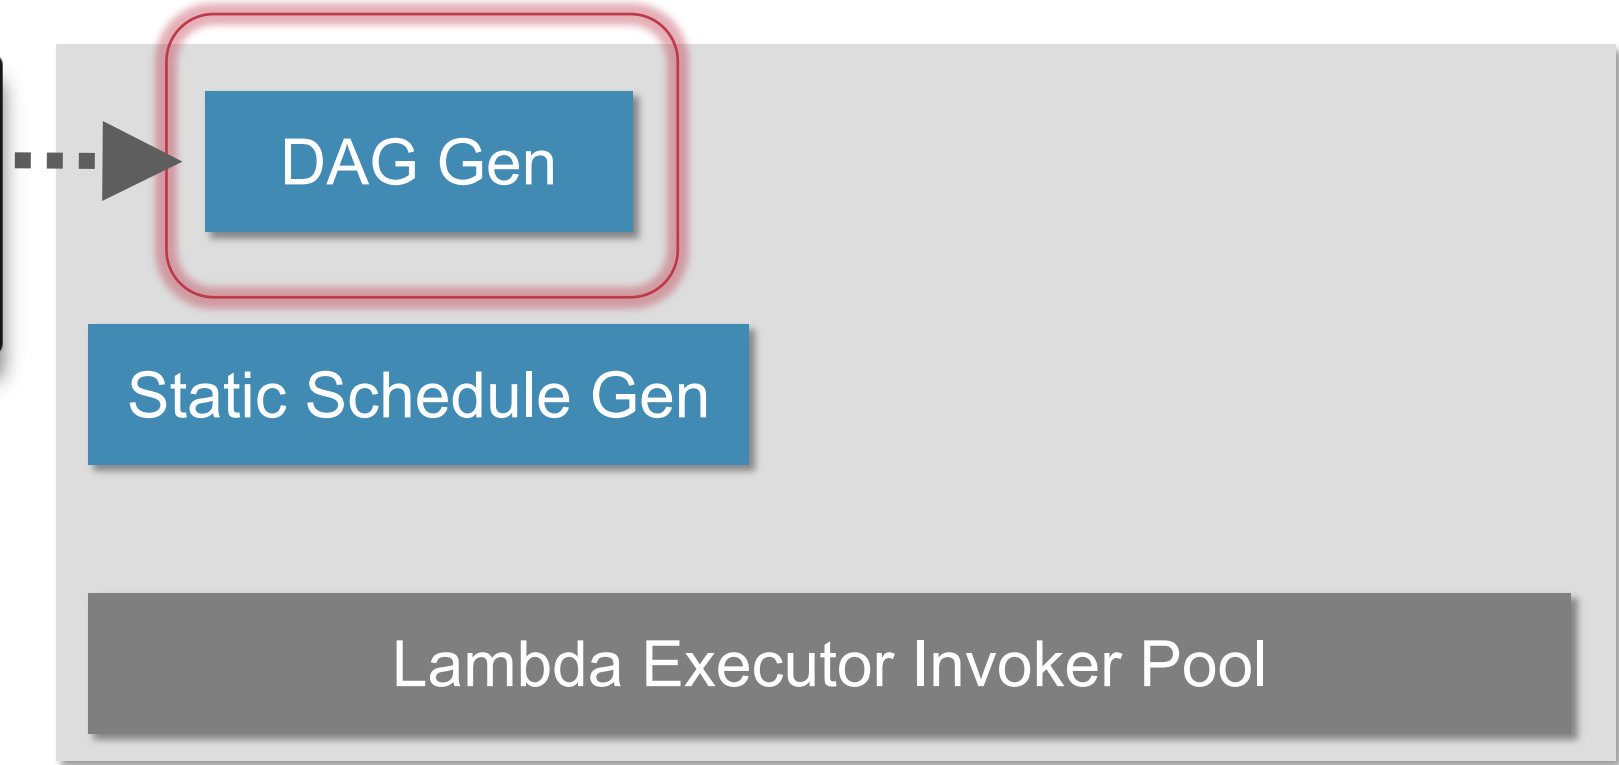 DAG Gen
Static Schedule Gen
Lambda Executor Invoker Pool